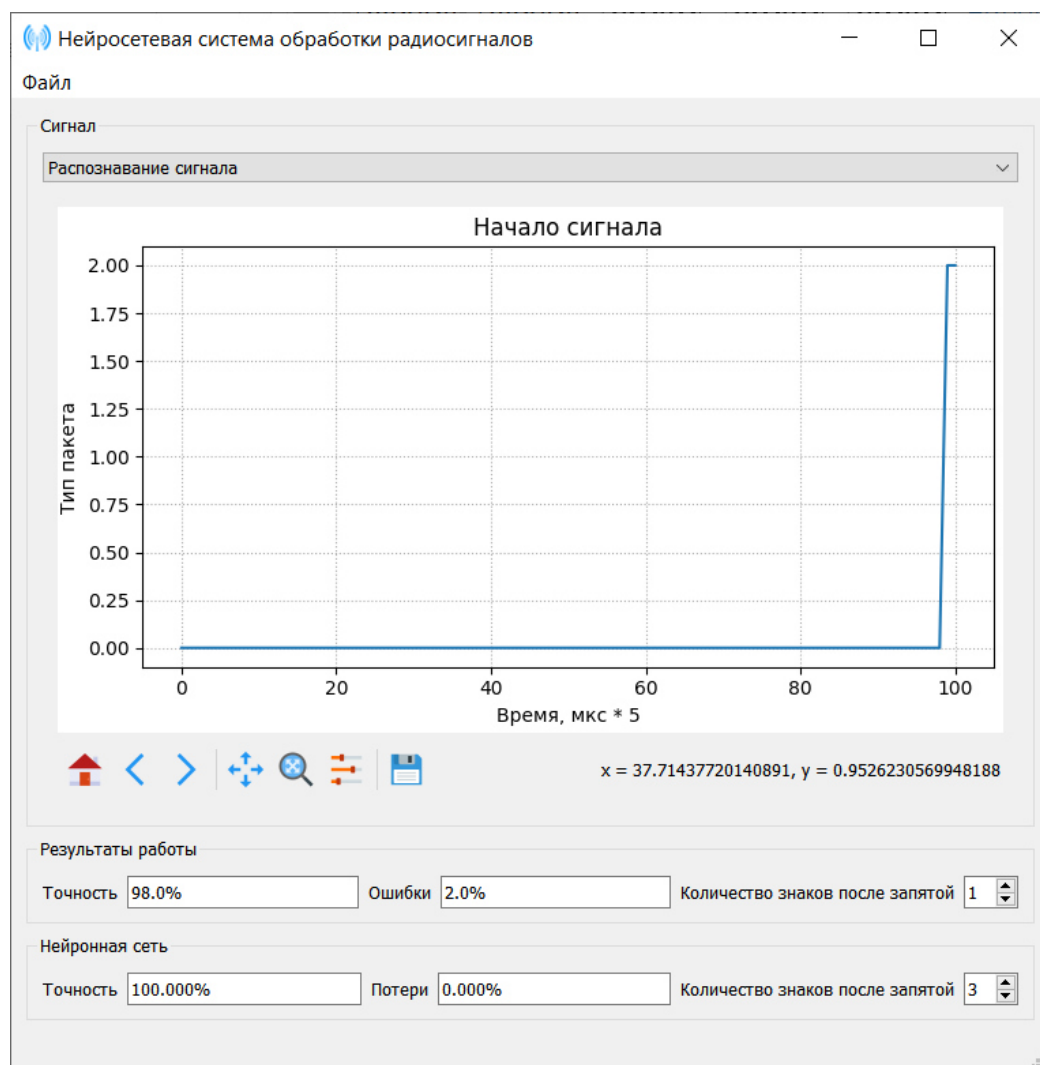 Нейросетевая система обработки радиосигналов
Файл
Сигнал
Распознавание сигнала
Начало сигнала
2.00
1.75
1.50
1.25
1.00
0.75
0.50
0.25
0.00
Тип пакета
0 20 40 60 80 100
Время, мкс * 5
x = 37.71437720140891, y = 0.9526230569948188
Результаты работы
Точность 98.0% Ошибки 2.0% Количество знаков после запятой 1
Нейронная сеть
Точность 100.000% Потери 0.000% Количество знаков после запятой 3